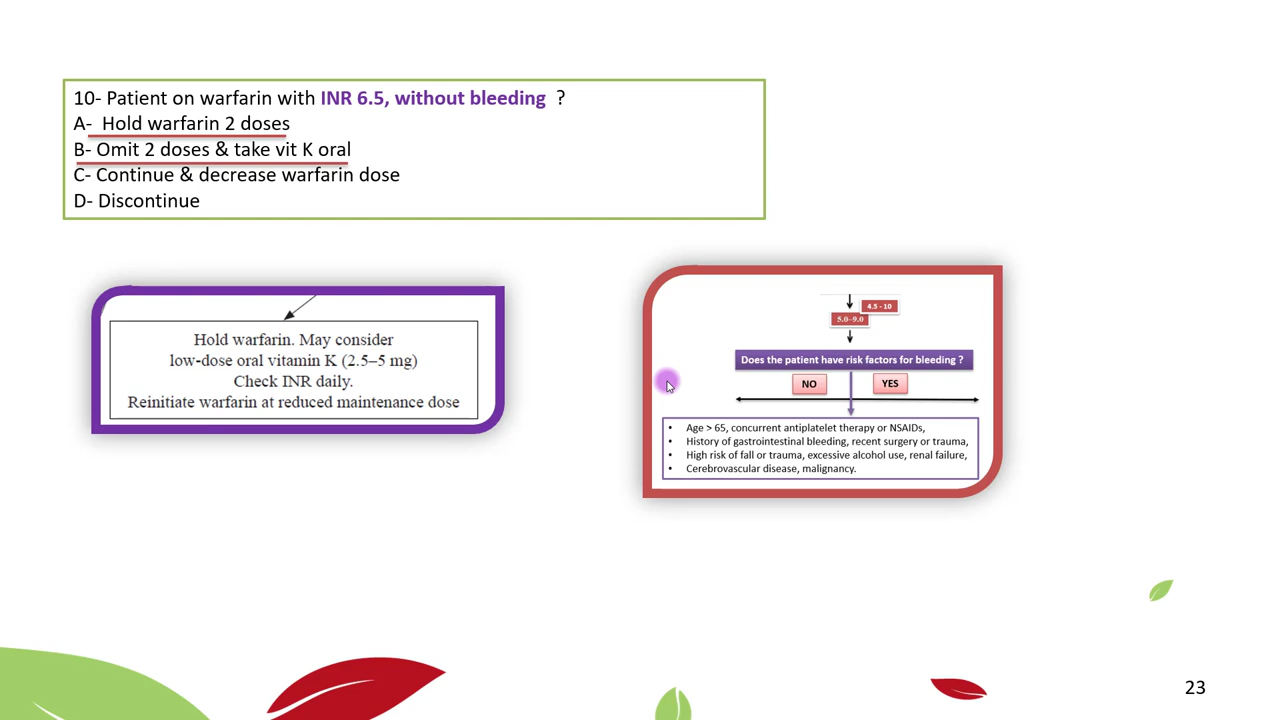 10- Patient on warfarin with INR 6.5, without bleeding ?
A- Hold warfarin 2 doses
B- Omit 2 doses & take vit K oral
C- Continue & decrease warfarin dose
D- Discontinue
Hold warfarin. May consider
low-dose oral vitamin K (2.5–5 mg)
Check INR daily.
Reinitiate warfarin at reduced maintenance dose
4.5 - 10
5.0–9.0
Does the patient have risk factors for bleeding ?
NO YES
• Age > 65, concurrent antiplatelet therapy or NSAIDs,
• History of gastrointestinal bleeding, recent surgery or trauma,
• High risk of fall or trauma, excessive alcohol use, renal failure,
• Cerebrovascular disease, malignancy.
23